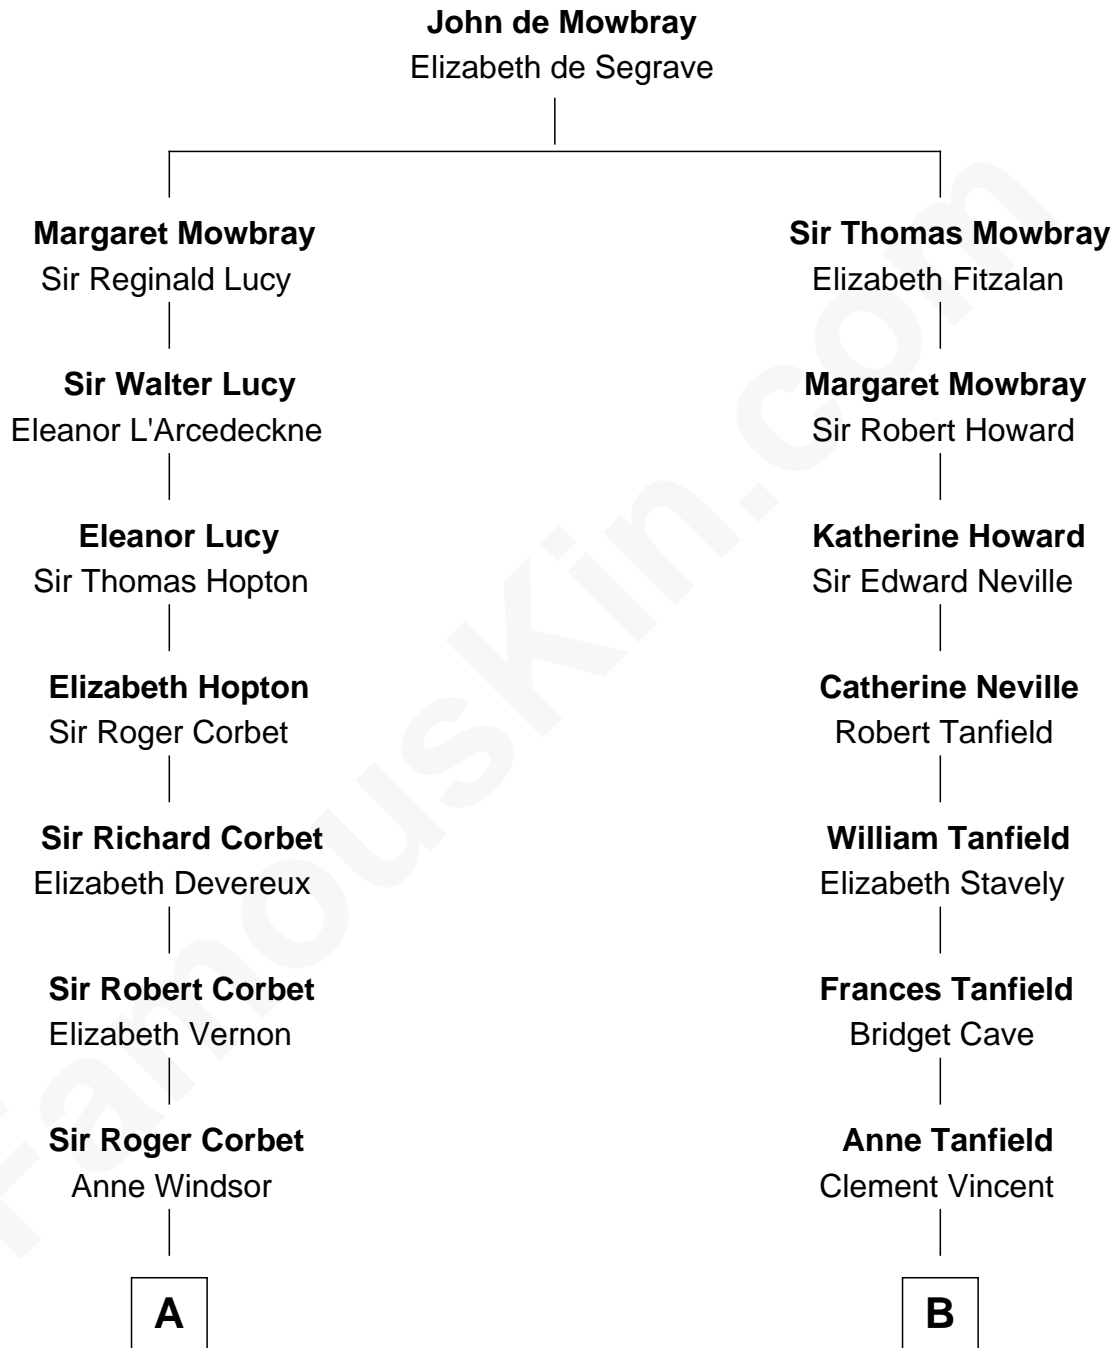 John de Mowbray
Elizabeth de Segrave
Margaret Mowbray
Sir Reginald Lucy
Sir Thomas Mowbray
Elizabeth Fitzalan
Sir Walter Lucy
Eleanor L'Arcedeckne
Margaret Mowbray
Sir Robert Howard
Eleanor Lucy
Sir Thomas Hopton
Katherine Howard
Sir Edward Neville
Elizabeth Hopton
Sir Roger Corbet
Catherine Neville
Robert Tanfield
Sir Richard Corbet
Elizabeth Devereux
William Tanfield
Elizabeth Stavely
Sir Robert Corbet
Elizabeth Vernon
Frances Tanfield
Bridget Cave
Sir Roger Corbet
Anne Windsor
Anne Tanfield
Clement Vincent
A
B
FamousKin.com